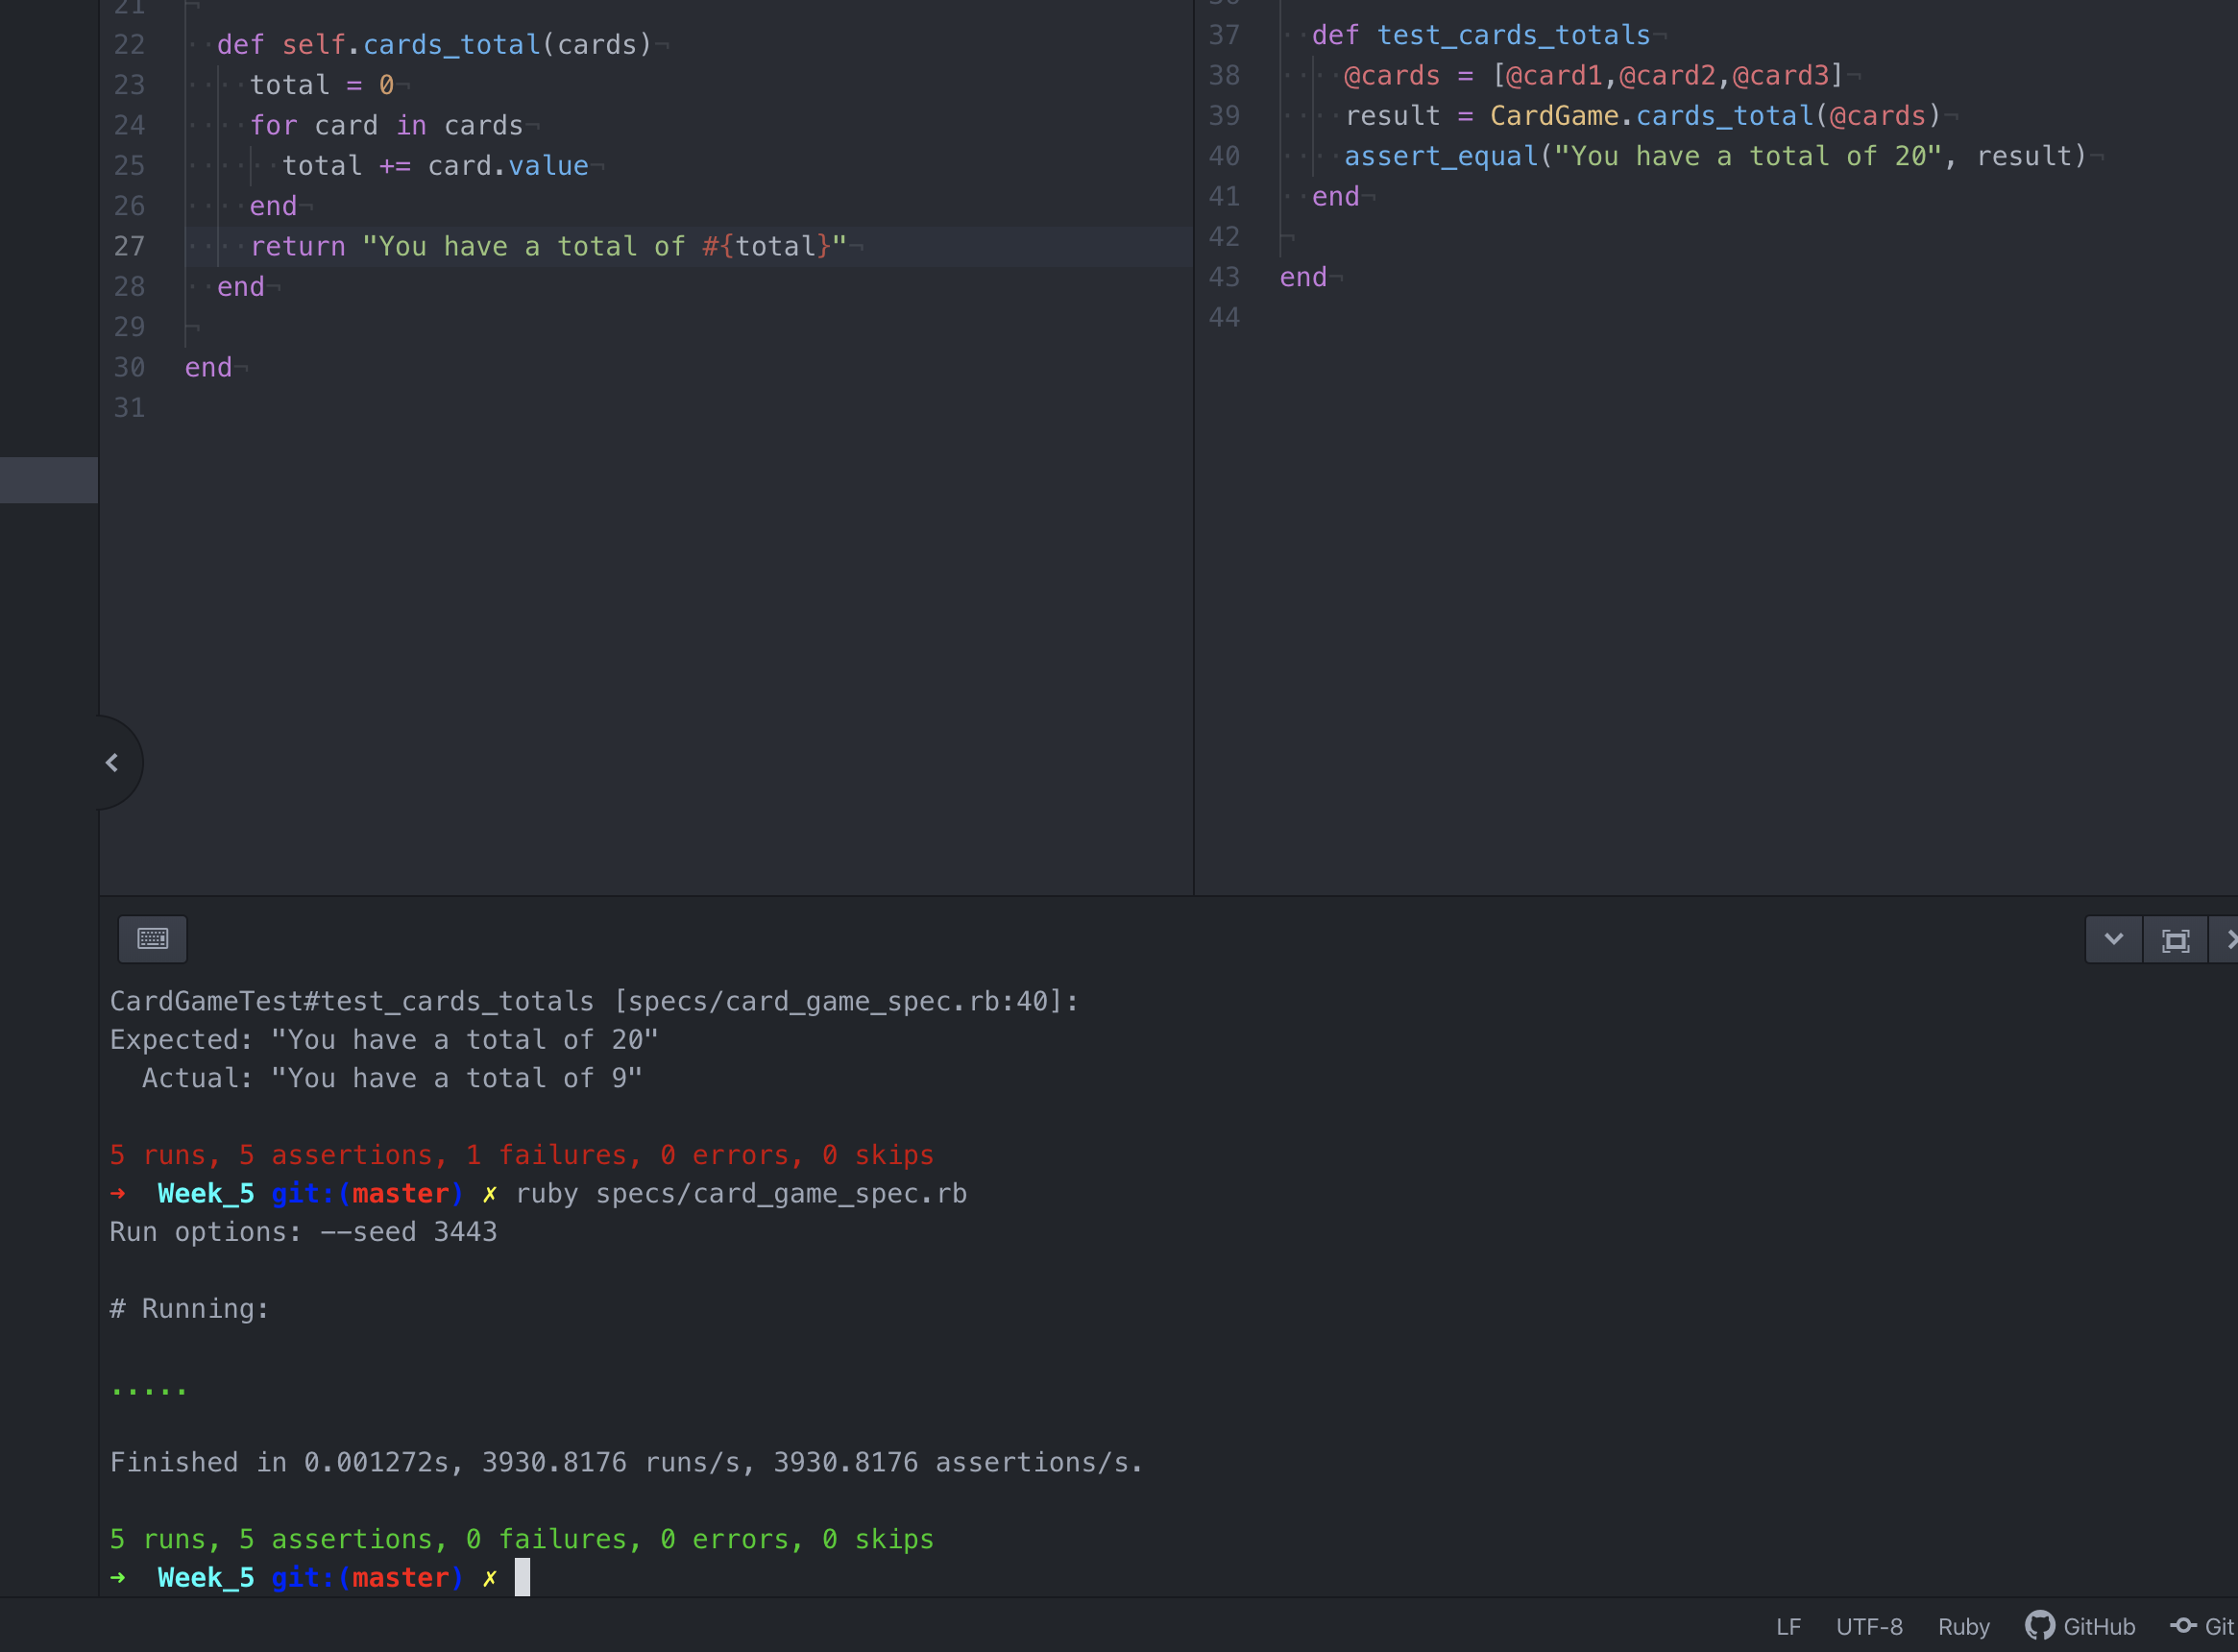 21
22 def self.cards_total(cards)
23 total = 0
24 for card in cards
25 total += card.value
26 end
27 return "You have a total of #{total}"
28 end
29
30 end
31
37 def test_cards_totals
38 @cards = [@card1,@card2,@card3]
39 result = CardGame.cards_total(@cards)
40 assert_equal("You have a total of 20", result)
41 end
42
43 end
44
CardGameTest#test_cards_totals [specs/card_game_spec.rb:40]:
Expected: "You have a total of 20"
Actual: "You have a total of 9"
5 runs, 5 assertions, 1 failures, 0 errors, 0 skips
➜ Week_5 git:(master) ✗ ruby specs/card_game_spec.rb
Run options: --seed 3443
# Running:
.....
Finished in 0.001272s, 3930.8176 runs/s, 3930.8176 assertions/s.
5 runs, 5 assertions, 0 failures, 0 errors, 0 skips
➜ Week_5 git:(master) ✗
LF UTF-8 Ruby GitHub Git